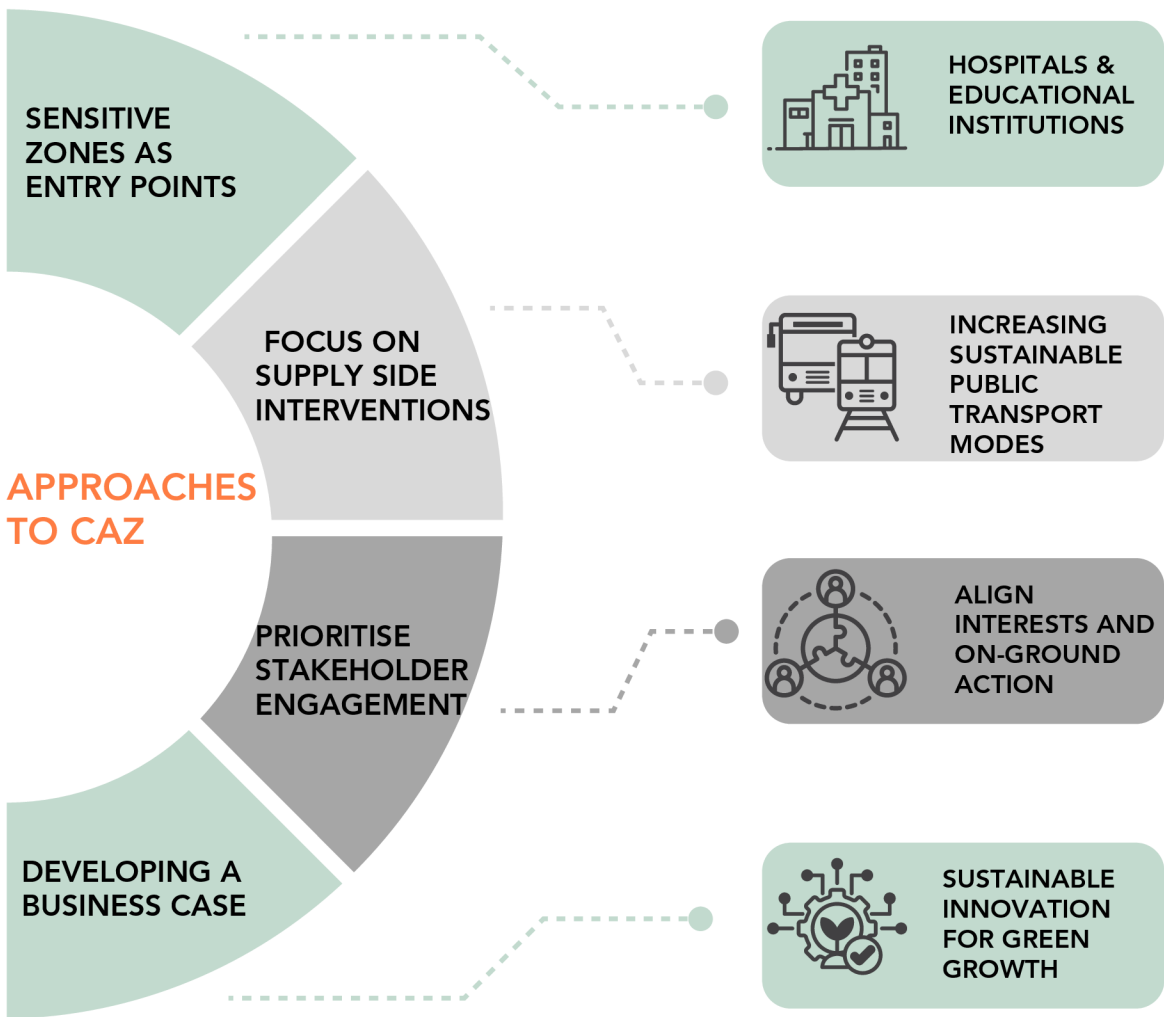 SENSITIVE
ZONES AS
ENTRY POINTS
HOSPITALS &
EDUCATIONAL
INSTITUTIONS
FOCUS ON
SUPPLY SIDE
INTERVENTIONS
INCREASING
SUSTAINABLE
PUBLIC
TRANSPORT
MODES
APPROACHES
TO CAZ
PRIORITISE
STAKEHOLDER
ENGAGEMENT
ALIGN
INTERESTS AND
ON-GROUND
ACTION
DEVELOPING A
BUSINESS CASE
SUSTAINABLE
INNOVATION
FOR GREEN
GROWTH